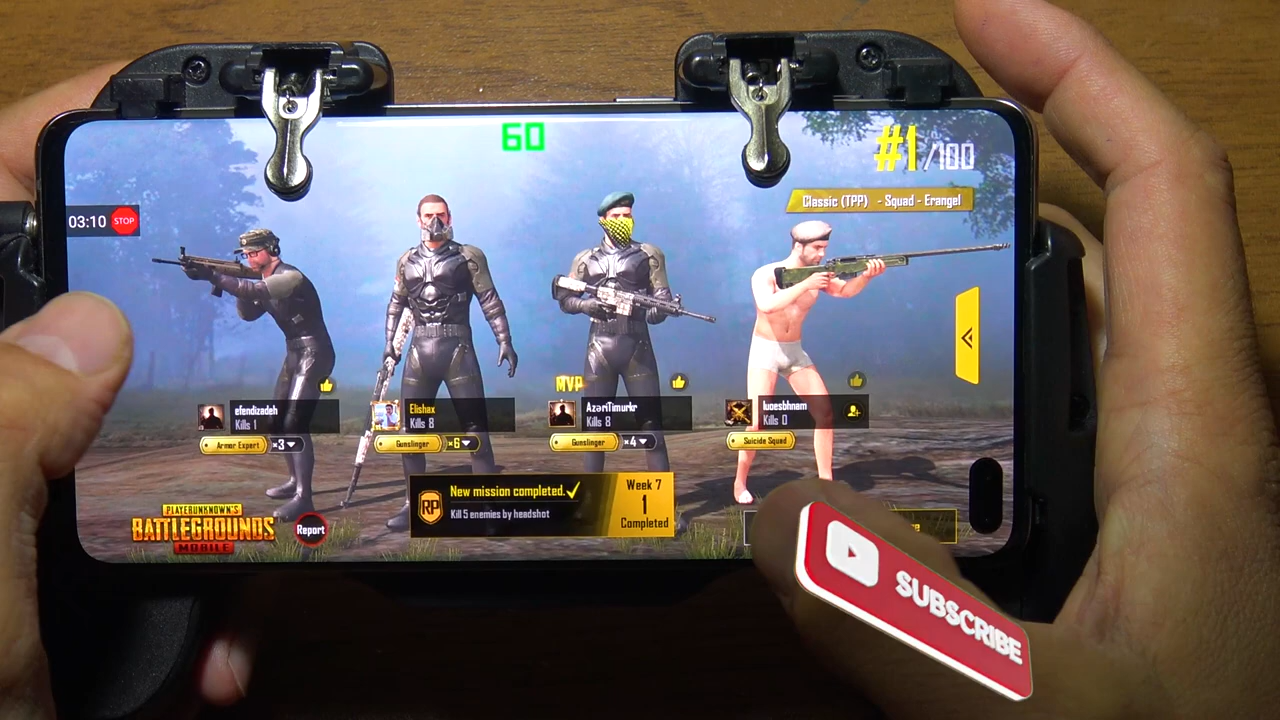 60
#1/100
Classic (TPP) - Squad - Erangel
03:10 STOP
efendizadeh
Kills 1
Armor Expert ×3
Elishax
Kills 8
Gunslinger ×6
MVP
AzəriTimurkr
Kills 8
Gunslinger ×4
lucesbhnam
Kills 0
Suicide Squad
RP
New mission completed.
Kill 5 enemies by headshot
Week 7
1
Completed
PLAYERUNKNOWN'S
BATTLEGROUNDS
MOBILE
Report
SUBSCRIBE